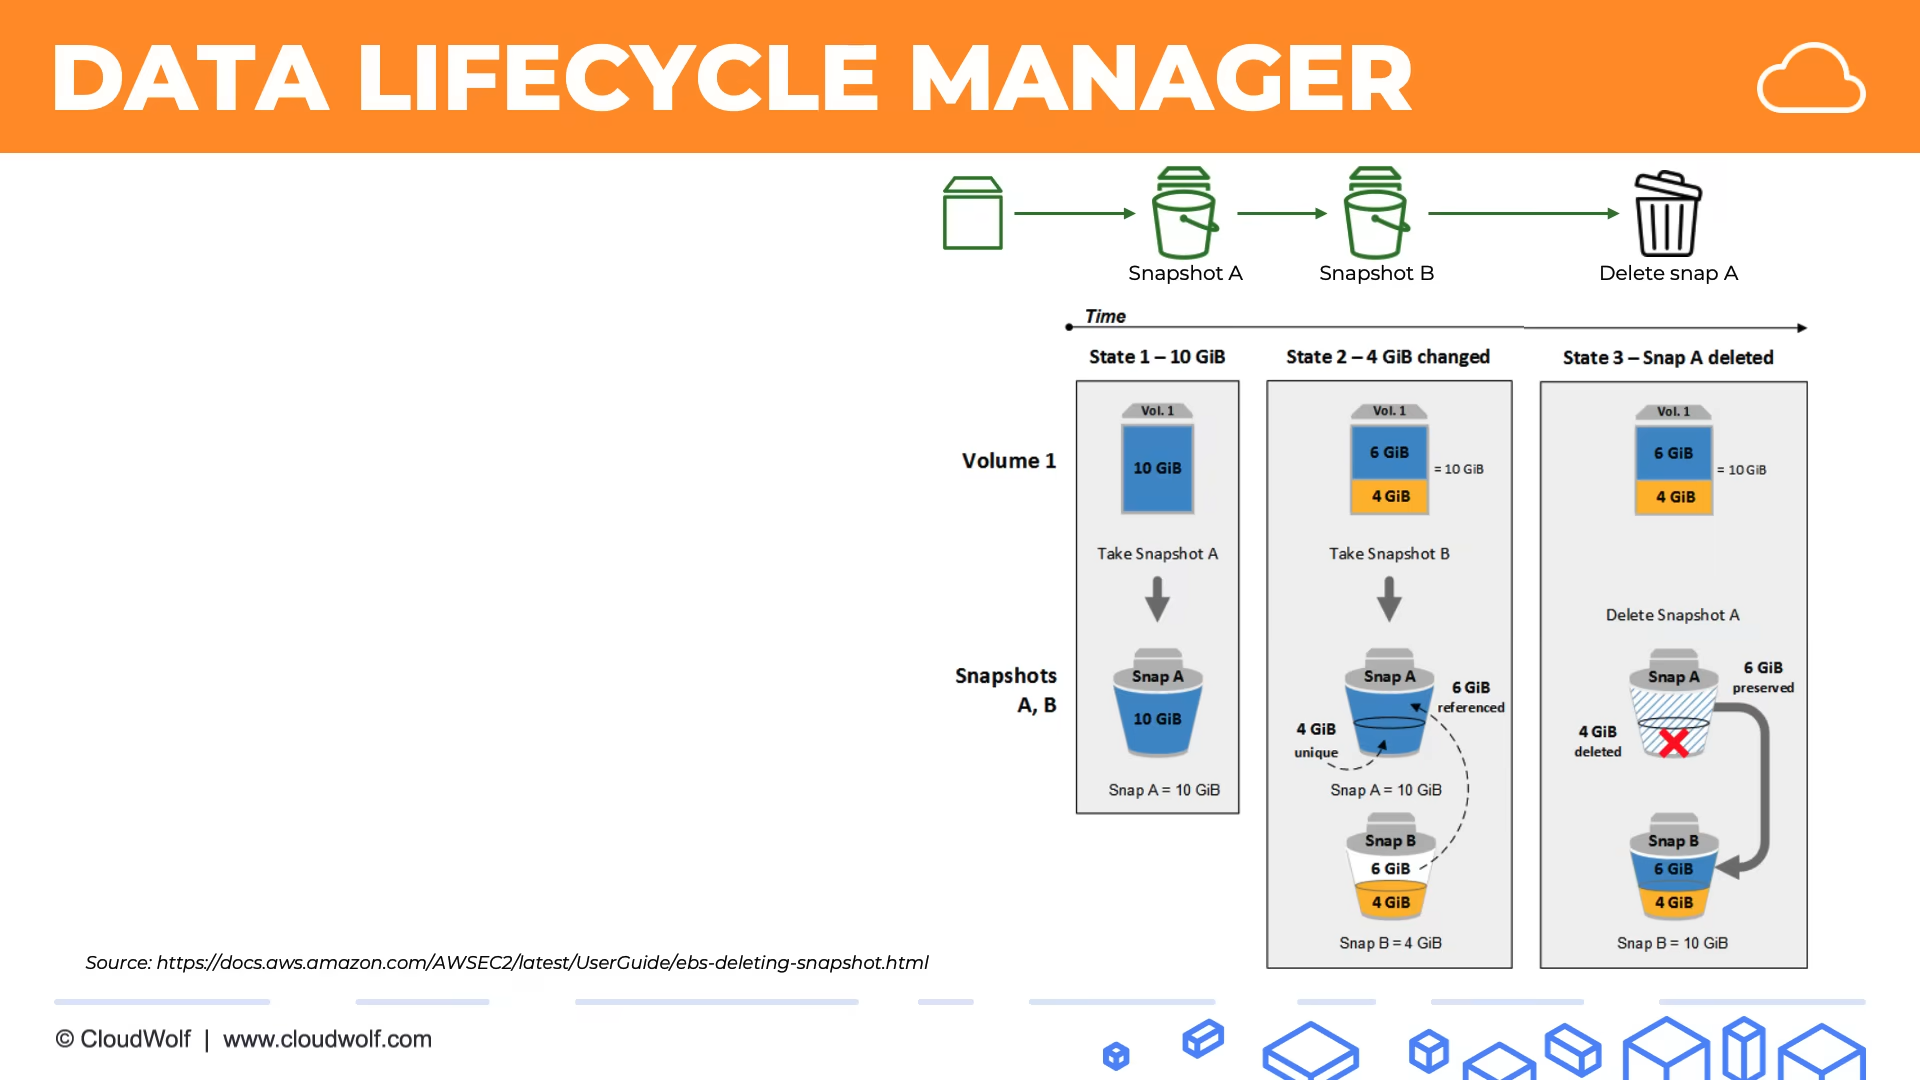 DATA LIFECYCLE MANAGER
Snapshot A
Snapshot B
Delete snap A
Time
State 1 – 10 GiB
State 2 – 4 GiB changed
State 3 – Snap A deleted
Volume 1
Vol. 1
10 GiB
Vol. 1
6 GiB
4 GiB
= 10 GiB
Vol. 1
6 GiB
4 GiB
= 10 GiB
Take Snapshot A
Take Snapshot B
Delete Snapshot A
Snapshots
A, B
Snap A
10 GiB
Snap A = 10 GiB
Snap A
6 GiB
referenced
4 GiB
unique
Snap A = 10 GiB
Snap B
6 GiB
4 GiB
Snap B = 4 GiB
Snap A
6 GiB
preserved
4 GiB
deleted
Snap B
6 GiB
4 GiB
Snap B = 10 GiB
Source: https://docs.aws.amazon.com/AWSEC2/latest/UserGuide/ebs-deleting-snapshot.html
© CloudWolf | www.cloudwolf.com